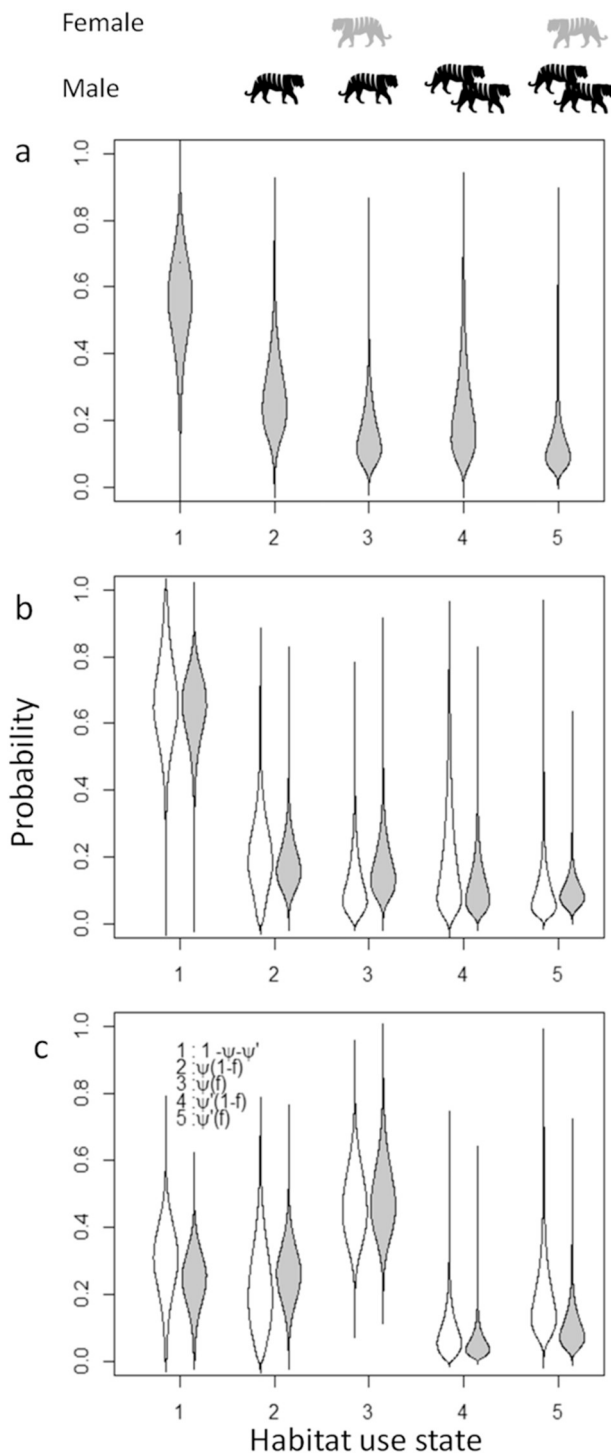 Female
Male
a
1.0
0.8
0.6
0.4
0.2
0.0
1 2 3 4 5
b
1.0
0.8
0.6
0.4
0.2
0.0
1 2 3 4 5
Probability
c
1.0
0.8
0.6
0.4
0.2
0.0
1 : 1 -ψ-ψ'
2 : ψ(1-f)
3 : ψ(f)
4 : ψ'(1-f)
5 : ψ'(f)
1 2 3 4 5
Habitat use state